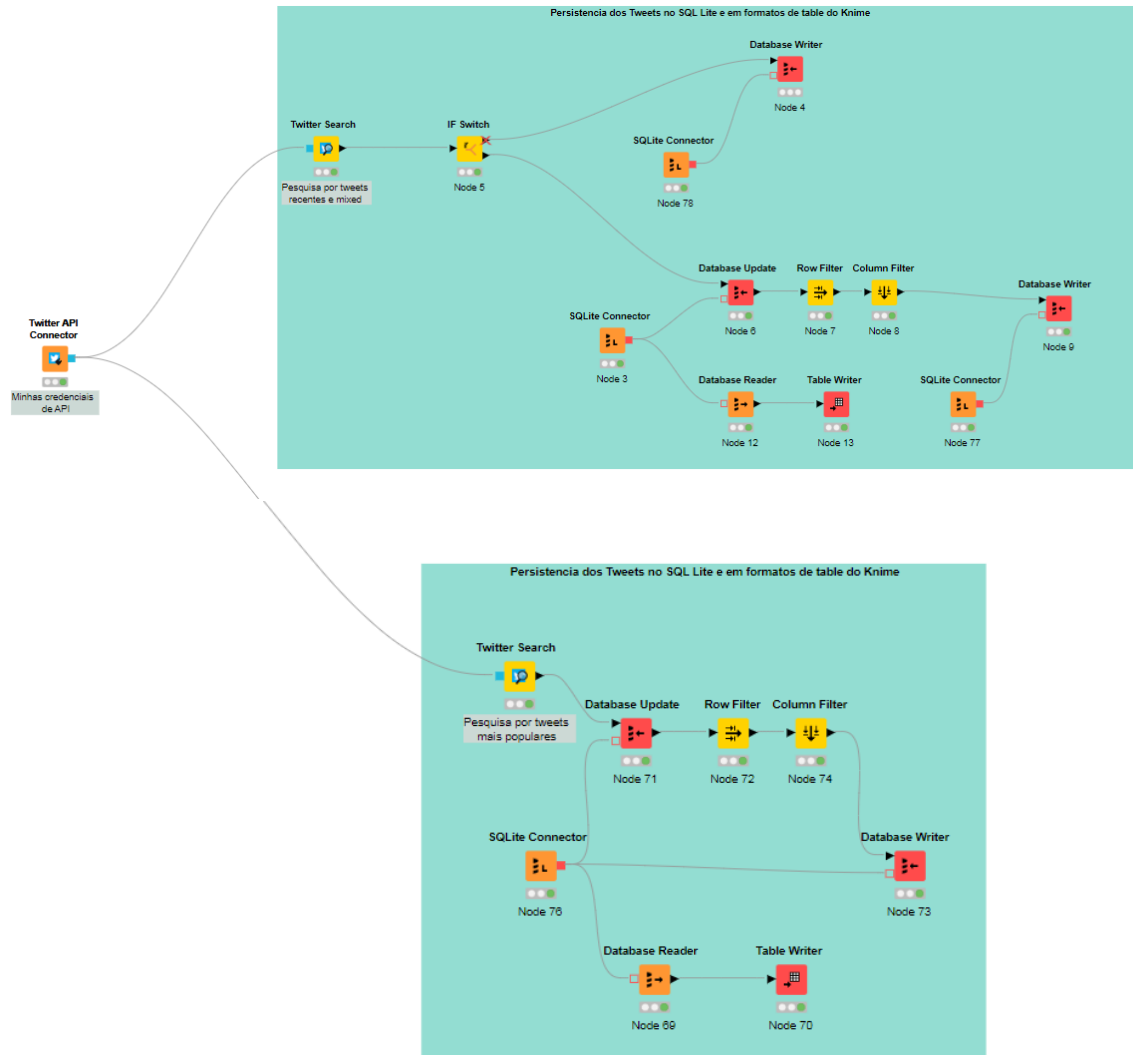 Persistencia dos Tweets no SQL Lite e em formatos de table do Knime
Database Writer
Node 4
Twitter Search
Pesquisa por tweets
recentes e mixed
IF Switch
Node 5
SQLite Connector
Node 78
Database Update
Node 6
Row Filter
Node 7
Column Filter
Node 8
Database Writer
Node 9
SQLite Connector
Node 3
Database Reader
Node 12
Table Writer
Node 13
SQLite Connector
Node 77
Twitter API
Connector
Minhas credenciais
de API
Persistencia dos Tweets no SQL Lite e em formatos de table do Knime
Twitter Search
Pesquisa por tweets
mais populares
Database Update
Node 71
Row Filter
Node 72
Column Filter
Node 74
SQLite Connector
Node 76
Database Writer
Node 73
Database Reader
Node 69
Table Writer
Node 70